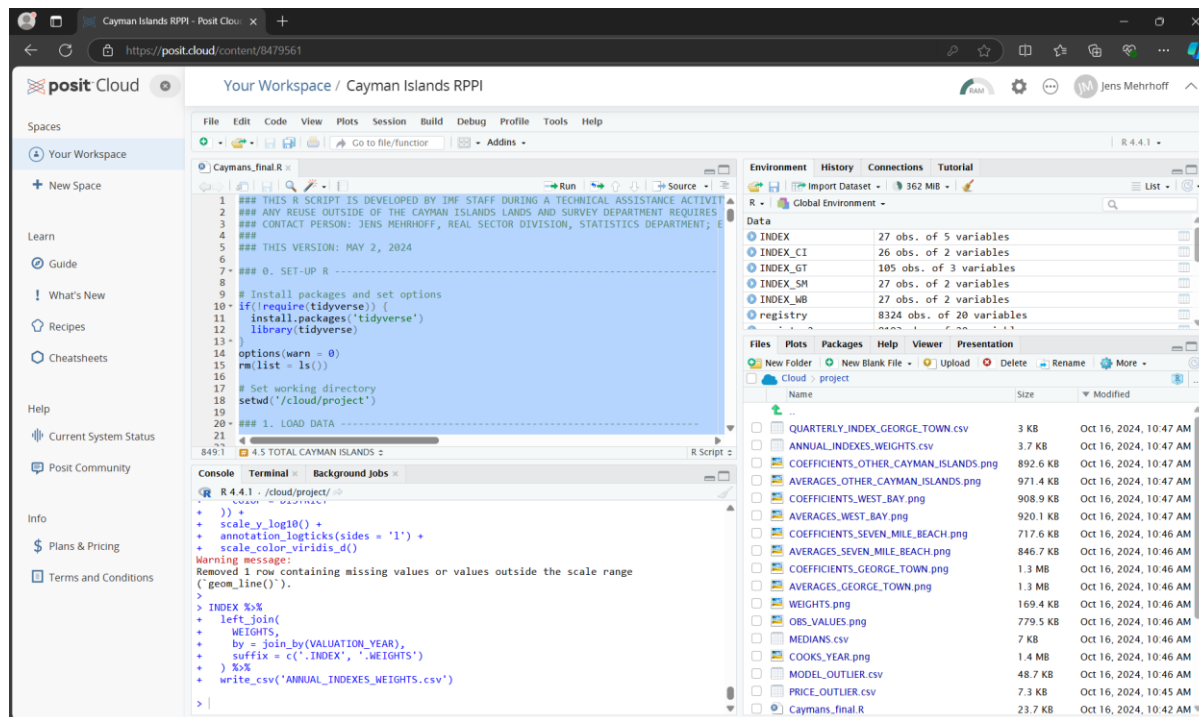 Cayman Islands RPPI - Posit Clou
https://posit.cloud/content/8479561
posit Cloud
Your Workspace / Cayman Islands RPPI
RAM
JM
Jens Mehrhoff
Spaces
Your Workspace
New Space
Learn
Guide
What's New
Recipes
Cheatsheets
Help
Current System Status
Posit Community
Info
Plans & Pricing
Terms and Conditions
File Edit Code View Plots Session Build Debug Profile Tools Help
Go to file/function
Addins
R 4.4.1
Caymans_final.R
Run
Source
1 ### THIS R SCRIPT IS DEVELOPED BY IMF STAFF DURING A TECHNICAL ASSISTANCE ACTIVIT
2 ### ANY REUSE OUTSIDE OF THE CAYMAN ISLANDS LANDS AND SURVEY DEPARTMENT REQUIRES
3 ### CONTACT PERSON: JENS MEHRHOFF, REAL SECTOR DIVISION, STATISTICS DEPARTMENT; E
4 ###
5 ### THIS VERSION: MAY 2, 2024
6
7 ### 0. SET-UP R ----------------------------------------------------------------
8
9 # Install packages and set options
10 if(!require(tidyverse)) {
11 install.packages('tidyverse')
12 library(tidyverse)
13 }
14 options(warn = 0)
15 rm(list = ls())
16
17 # Set working directory
18 setwd('/cloud/project')
19
20 ### 1. LOAD DATA ---------------------------------------------------------------
21
849:1 4.5 TOTAL CAYMAN ISLANDS
R Script
Console Terminal Background Jobs
R 4.4.1 · /cloud/project/
+ color = DISTRICT
+ )) +
+ scale_y_log10() +
+ annotation_logticks(sides = 'l') +
+ scale_color_viridis_d()
Warning message:
Removed 1 row containing missing values or values outside the scale range
(`geom_line()`).
>
> INDEX %>%
+ left_join(
+ WEIGHTS,
+ by = join_by(VALUATION_YEAR),
+ suffix = c('.INDEX', '.WEIGHTS')
+ ) %>%
+ write_csv('ANNUAL_INDEXES_WEIGHTS.csv')
>
Environment History Connections Tutorial
Import Dataset
362 MiB
List
R
Global Environment
Data
INDEX 27 obs. of 5 variables
INDEX_CI 26 obs. of 2 variables
INDEX_GT 105 obs. of 3 variables
INDEX_SM 27 obs. of 2 variables
INDEX_WB 27 obs. of 2 variables
registry 8324 obs. of 20 variables
Files Plots Packages Help Viewer Presentation
New Folder New Blank File Upload Delete Rename More
Cloud > project
Name Size Modified
..
QUARTERLY_INDEX_GEORGE_TOWN.csv 3 KB Oct 16, 2024, 10:47 AM
ANNUAL_INDEXES_WEIGHTS.csv 3.7 KB Oct 16, 2024, 10:47 AM
COEFFICIENTS_OTHER_CAYMAN_ISLANDS.png 892.6 KB Oct 16, 2024, 10:47 AM
AVERAGES_OTHER_CAYMAN_ISLANDS.png 971.4 KB Oct 16, 2024, 10:47 AM
COEFFICIENTS_WEST_BAY.png 908.9 KB Oct 16, 2024, 10:47 AM
AVERAGES_WEST_BAY.png 920.1 KB Oct 16, 2024, 10:47 AM
COEFFICIENTS_SEVEN_MILE_BEACH.png 717.6 KB Oct 16, 2024, 10:46 AM
AVERAGES_SEVEN_MILE_BEACH.png 846.7 KB Oct 16, 2024, 10:46 AM
COEFFICIENTS_GEORGE_TOWN.png 1.3 MB Oct 16, 2024, 10:46 AM
AVERAGES_GEORGE_TOWN.png 1.3 MB Oct 16, 2024, 10:46 AM
WEIGHTS.png 169.4 KB Oct 16, 2024, 10:46 AM
OBS_VALUES.png 779.5 KB Oct 16, 2024, 10:46 AM
MEDIANS.csv 7 KB Oct 16, 2024, 10:46 AM
COOKS_YEAR.png 1.4 MB Oct 16, 2024, 10:46 AM
MODEL_OUTLIER.csv 48.7 KB Oct 16, 2024, 10:46 AM
PRICE_OUTLIER.csv 7.3 KB Oct 16, 2024, 10:45 AM
Caymans_final.R 23.7 KB Oct 16, 2024, 10:42 AM